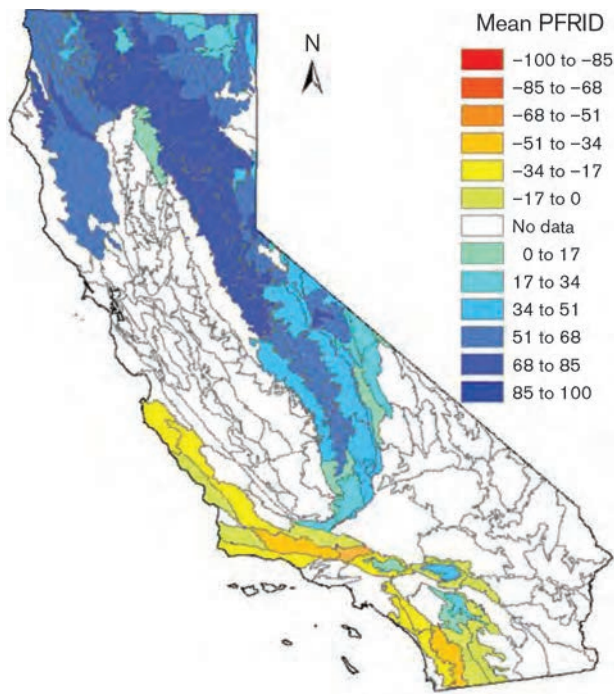 Mean PFRID
N
–100 to –85
–85 to –68
–68 to –51
–51 to –34
–34 to –17
–17 to 0
No data
0 to 17
17 to 34
34 to 51
51 to 68
68 to 85
85 to 100